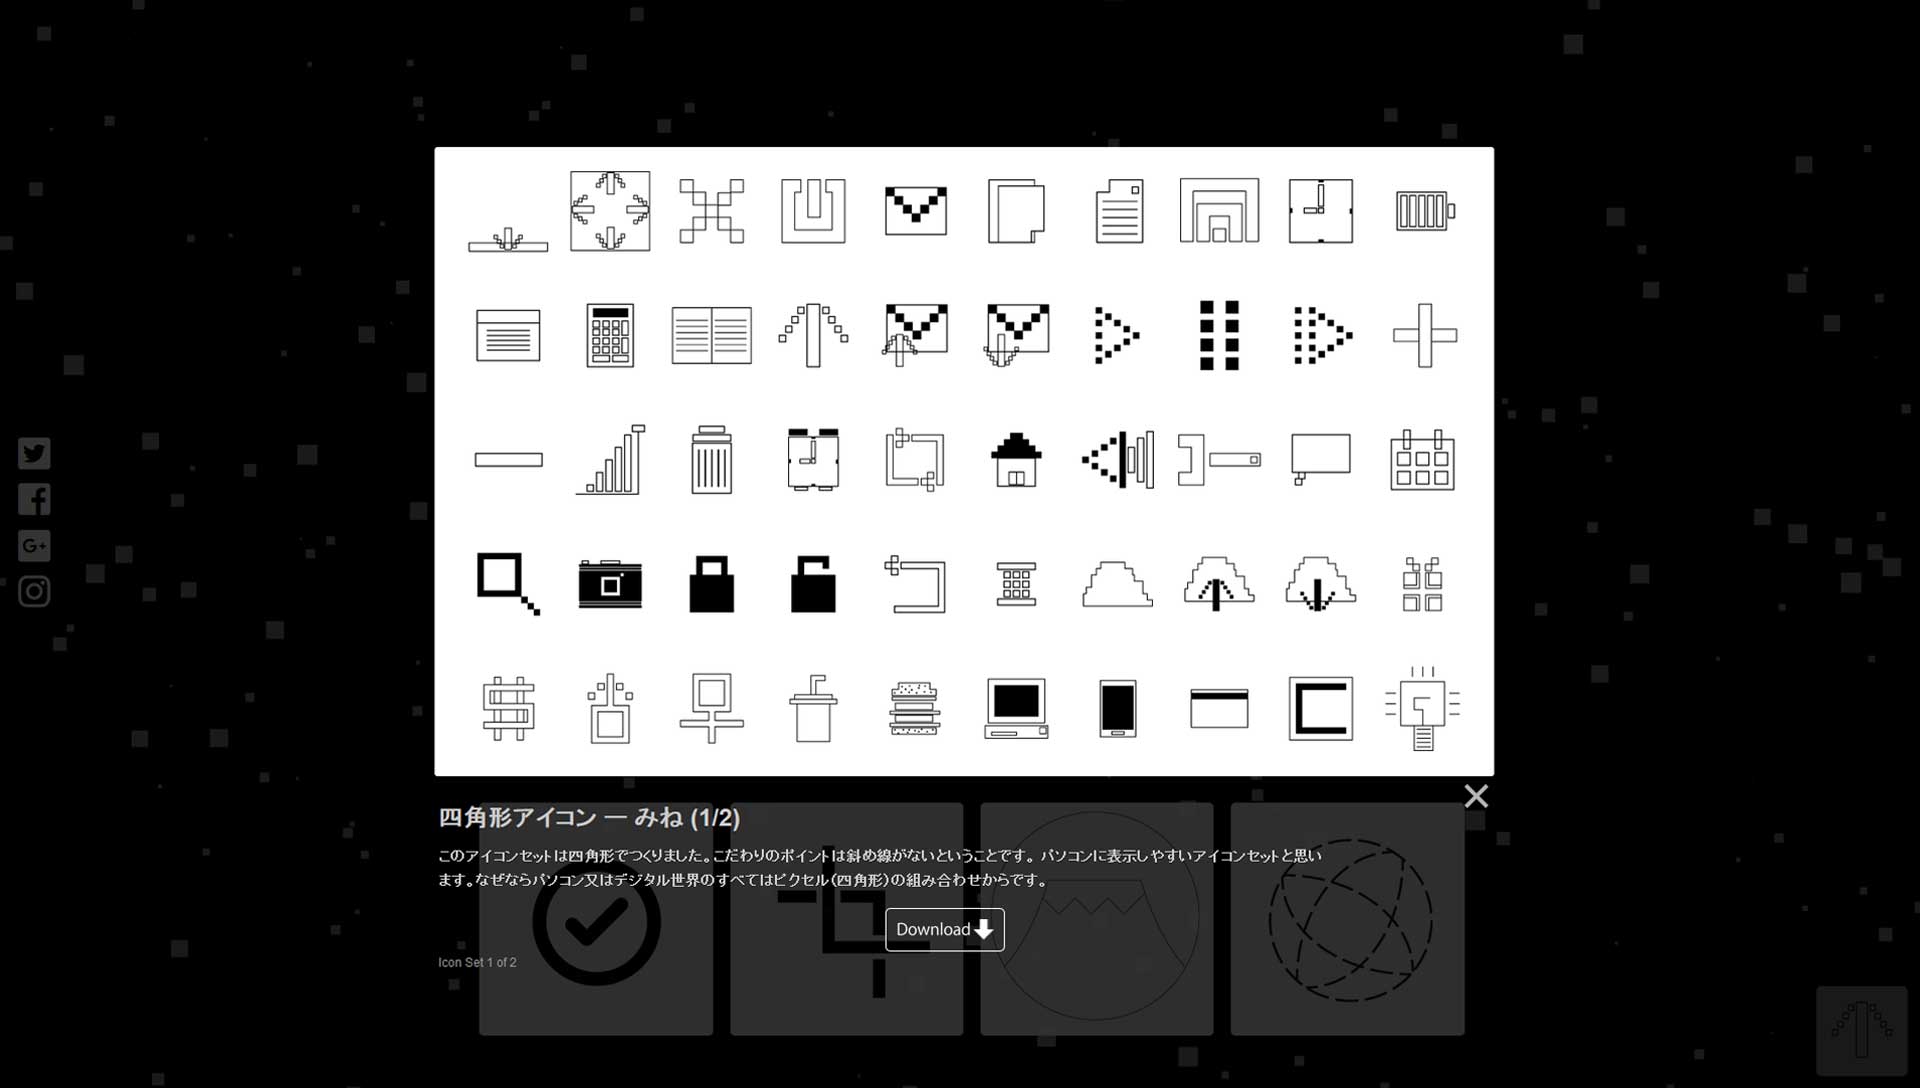 四角形アイコン — みね (1/2)
このアイコンセットは四角形でつくりました。こだわりのポイントは斜め線がないということです。 パソコンに表示しやすいアイコンセットと思い
ます。なぜならパソコン又はデジタル世界のすべてはピクセル(四角形)の組み合わせからです。
Download
Icon Set 1 of 2